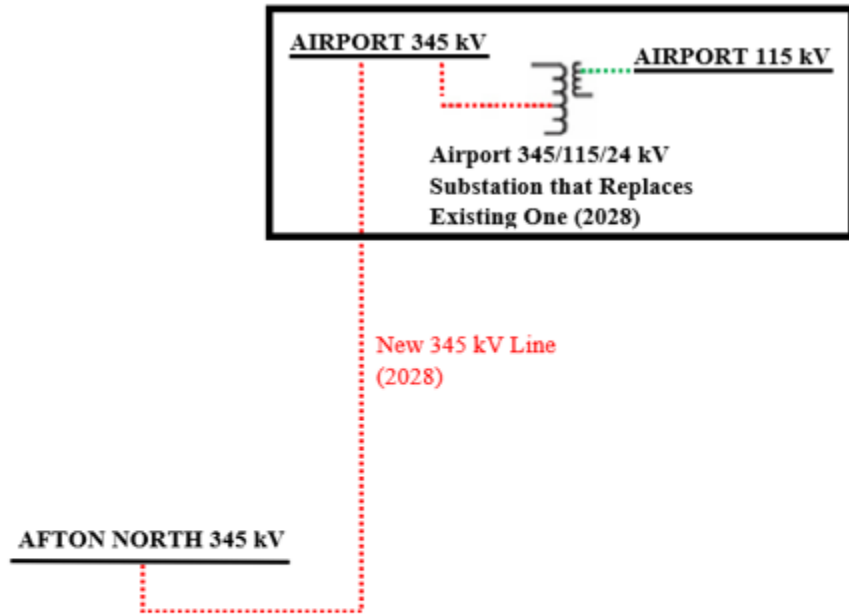 AIRPORT 345 kV
AIRPORT 115 kV
Airport 345/115/24 kV
Substation that Replaces
Existing One (2028)
New 345 kV Line
(2028)
AFTON NORTH 345 kV